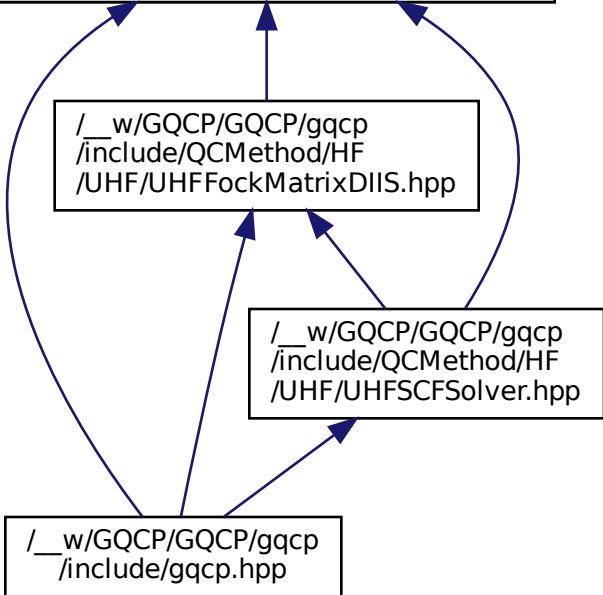 /__w/GQCP/GQCP/gqcp
/include/QCMethod/HF
/UHF/UHFFockMatrixDIIS.hpp
/__w/GQCP/GQCP/gqcp
/include/QCMethod/HF
/UHF/UHFSCFSolver.hpp
/__w/GQCP/GQCP/gqcp
/include/gqcp.hpp